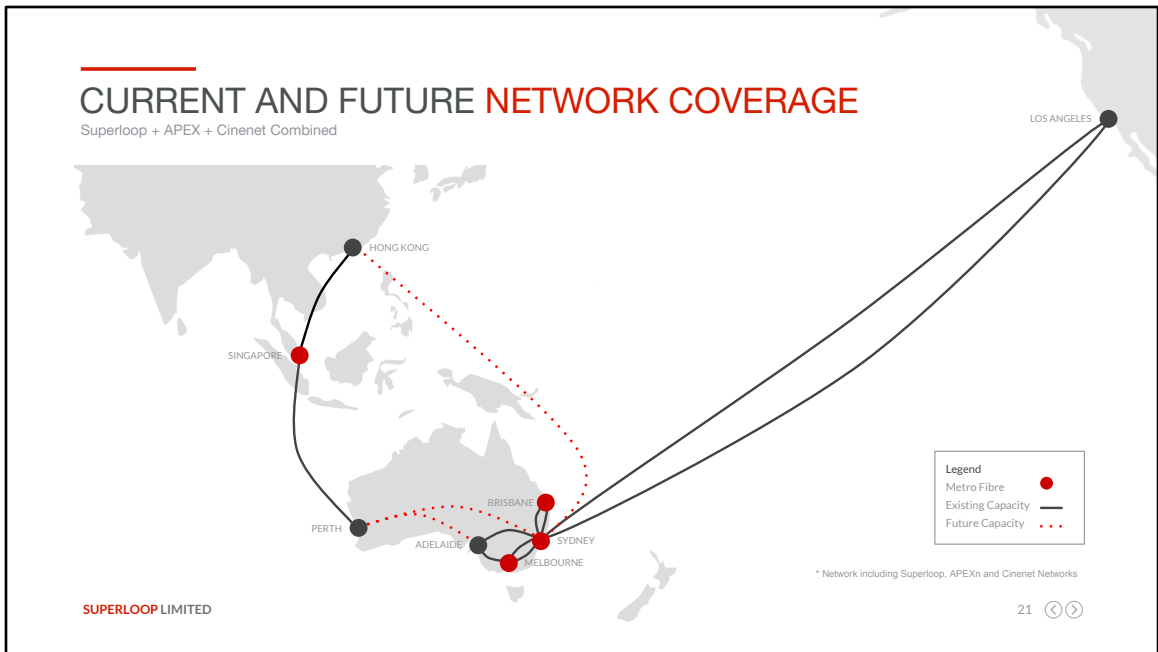 CURRENT AND FUTURE NETWORK COVERAGE
Superloop + APEX + Cinenet Combined
LOS ANGELES
HONG KONG
SINGAPORE
BRISBANE
PERTH
ADELAIDE
SYDNEY
MELBOURNE
Legend
Metro Fibre
Existing Capacity
Future Capacity
* Network including Superloop, APEXn and Cinenet Networks
SUPERLOOP LIMITED
21